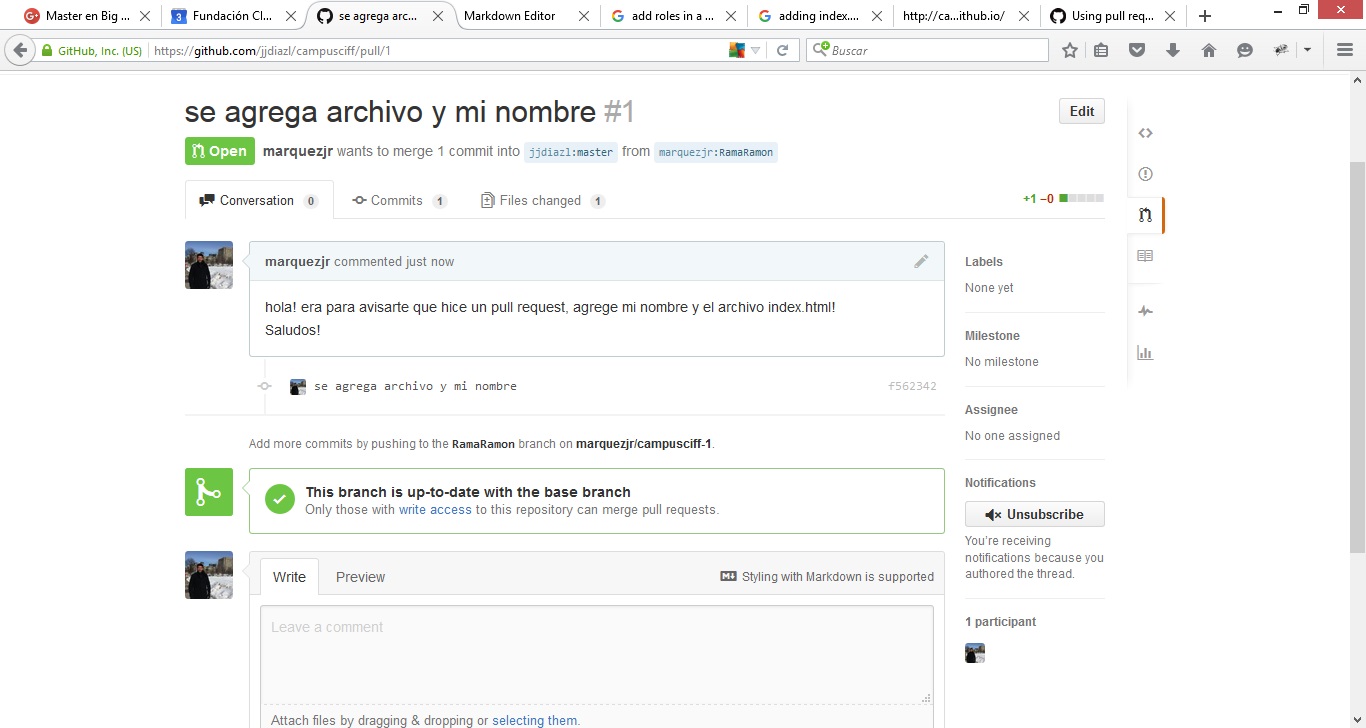 Master en Big ...
Fundación Cl...
se agrega arc...
Markdown Editor
add roles in a ...
adding index....
http://ca...ithub.io/
Using pull req...
GitHub, Inc. (US)
https://github.com/jjdiazl/campusciff/pull/1
Buscar
se agrega archivo y mi nombre #1
Edit
Open
marquezjr wants to merge 1 commit into jjdiazl:master from marquezjr:RamaRamon
Conversation 0
Commits 1
Files changed 1
+1 −0
marquezjr commented just now
hola! era para avisarte que hice un pull request, agrege mi nombre y el archivo index.html!
Saludos!
se agrega archivo y mi nombre
f562342
Add more commits by pushing to the RamaRamon branch on marquezjr/campusciff-1.
This branch is up-to-date with the base branch
Only those with write access to this repository can merge pull requests.
Write
Preview
Styling with Markdown is supported
Leave a comment
Attach files by dragging & dropping or selecting them.
Labels
None yet
Milestone
No milestone
Assignee
No one assigned
Notifications
Unsubscribe
You're receiving
notifications because you
authored the thread.
1 participant